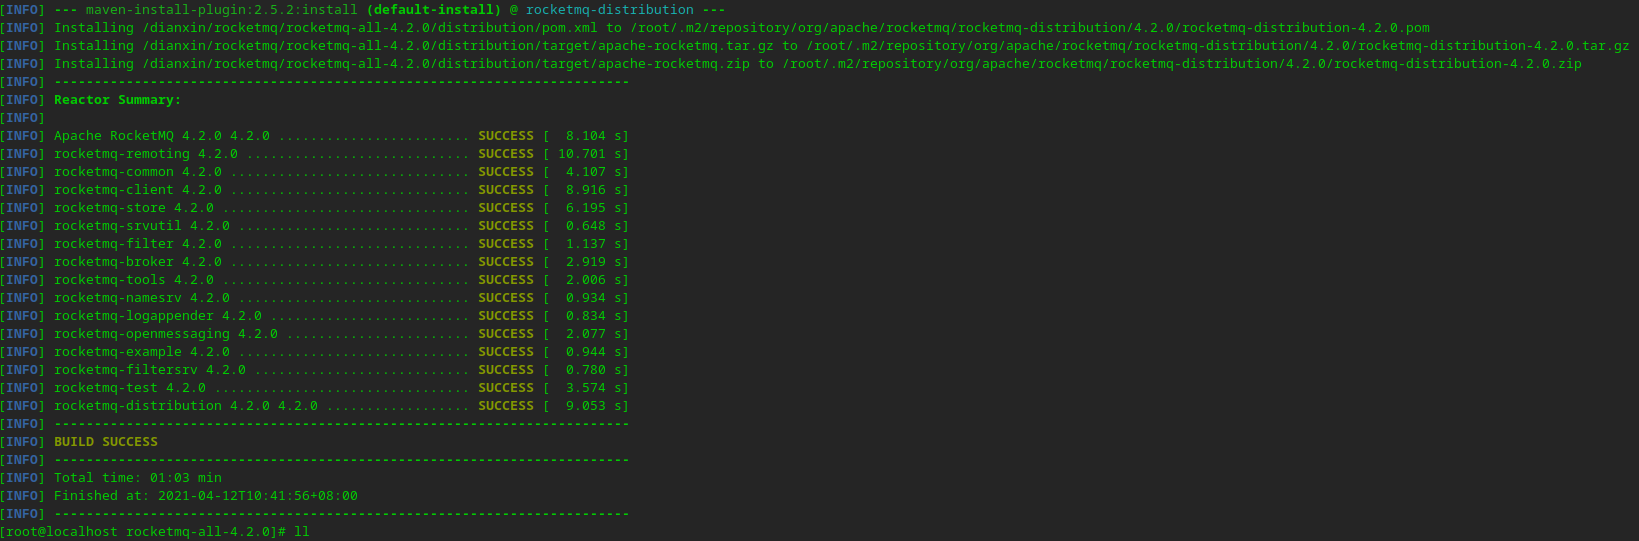 [INFO] --- maven-install-plugin:2.5.2:install (default-install) @ rocketmq-distribution ---
[INFO] Installing /dianxin/rocketmq/rocketmq-all-4.2.0/distribution/pom.xml to /root/.m2/repository/org/apache/rocketmq/rocketmq-distribution/4.2.0/rocketmq-distribution-4.2.0.pom
[INFO] Installing /dianxin/rocketmq/rocketmq-all-4.2.0/distribution/target/apache-rocketmq.tar.gz to /root/.m2/repository/org/apache/rocketmq/rocketmq-distribution/4.2.0/rocketmq-distribution-4.2.0.tar.gz
[INFO] Installing /dianxin/rocketmq/rocketmq-all-4.2.0/distribution/target/apache-rocketmq.zip to /root/.m2/repository/org/apache/rocketmq/rocketmq-distribution/4.2.0/rocketmq-distribution-4.2.0.zip
[INFO] ------------------------------------------------------------------------
[INFO] Reactor Summary:
[INFO]
[INFO] Apache RocketMQ 4.2.0 4.2.0 ........................ SUCCESS [  8.104 s]
[INFO] rocketmq-remoting 4.2.0 ............................ SUCCESS [ 10.701 s]
[INFO] rocketmq-common 4.2.0 .............................. SUCCESS [  4.107 s]
[INFO] rocketmq-client 4.2.0 .............................. SUCCESS [  8.916 s]
[INFO] rocketmq-store 4.2.0 ............................... SUCCESS [  6.195 s]
[INFO] rocketmq-srvutil 4.2.0 ............................. SUCCESS [  0.648 s]
[INFO] rocketmq-filter 4.2.0 .............................. SUCCESS [  1.137 s]
[INFO] rocketmq-broker 4.2.0 .............................. SUCCESS [  2.919 s]
[INFO] rocketmq-tools 4.2.0 ............................... SUCCESS [  2.006 s]
[INFO] rocketmq-namesrv 4.2.0 ............................. SUCCESS [  0.934 s]
[INFO] rocketmq-logappender 4.2.0 ......................... SUCCESS [  0.834 s]
[INFO] rocketmq-openmessaging 4.2.0 ....................... SUCCESS [  2.077 s]
[INFO] rocketmq-example 4.2.0 ............................. SUCCESS [  0.944 s]
[INFO] rocketmq-filtersrv 4.2.0 ........................... SUCCESS [  0.780 s]
[INFO] rocketmq-test 4.2.0 ................................ SUCCESS [  3.574 s]
[INFO] rocketmq-distribution 4.2.0 4.2.0 .................. SUCCESS [  9.053 s]
[INFO] ------------------------------------------------------------------------
[INFO] BUILD SUCCESS
[INFO] ------------------------------------------------------------------------
[INFO] Total time: 01:03 min
[INFO] Finished at: 2021-04-12T10:41:56+08:00
[INFO] ------------------------------------------------------------------------
[root@localhost rocketmq-all-4.2.0]# ll